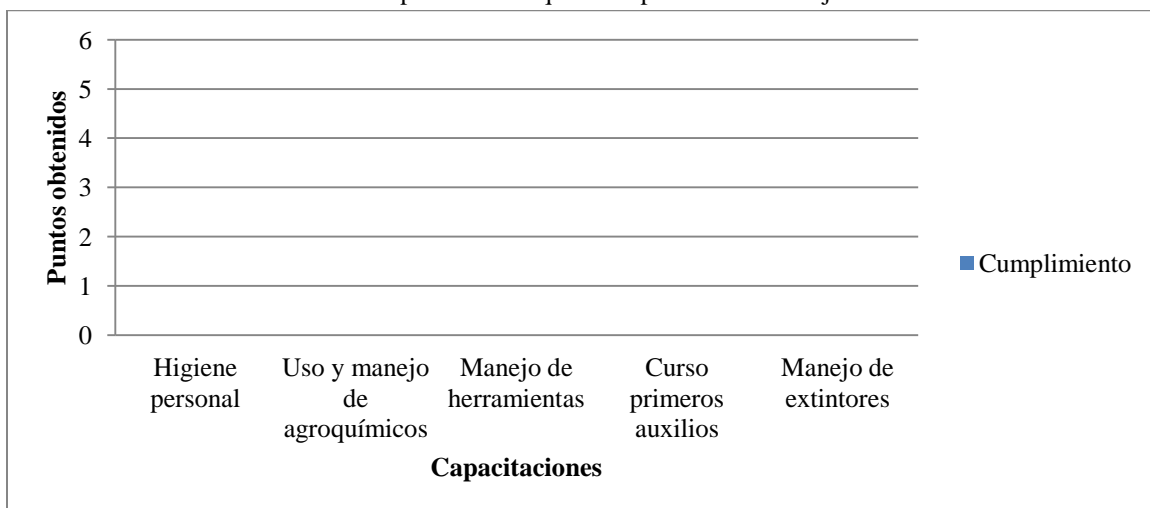 6
5
4
3
2
1
0
Puntos obtenidos
Higiene personal
Uso y manejo de agroquímicos
Manejo de herramientas
Curso primeros auxilios
Manejo de extintores
Capacitaciones
Cumplimiento